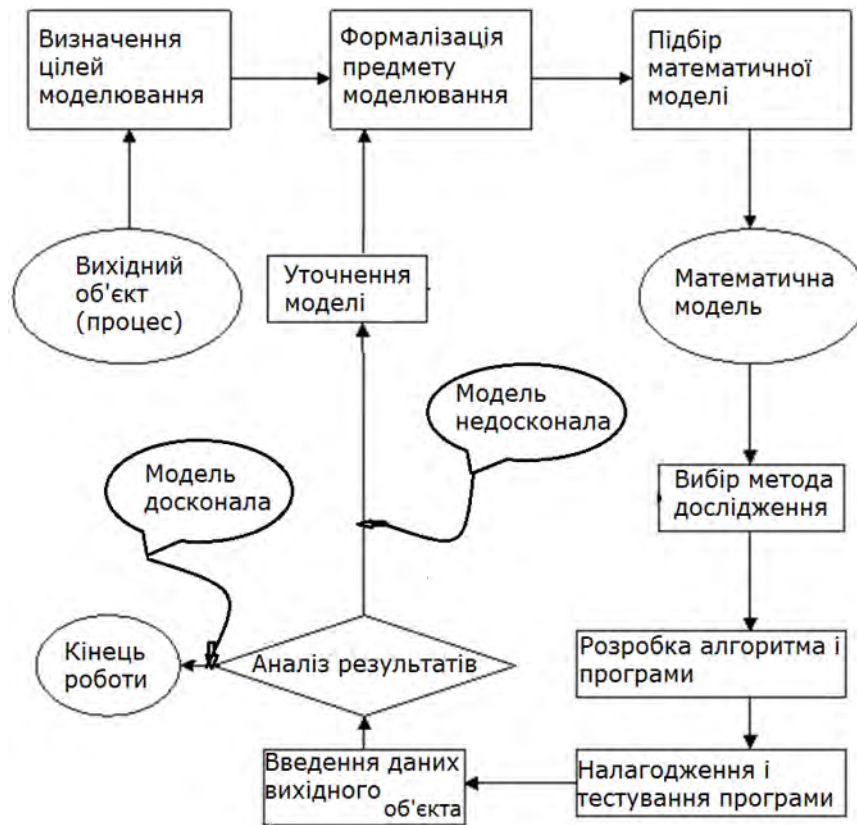 Визначення
цілей
моделювання
Формалізація
предмету
моделювання
Підбір
математичної
моделі
Вихідний
об'єкт
(процес)
Уточнення
моделі
Математична
модель
Модель
недосконала
Модель
досконала
Вибір метода
дослідження
Кінець
роботи
Аналіз результатів
Розробка алгоритма і
програми
Введення даних
вихідного
об'єкта
Налагодження і
тестування програми